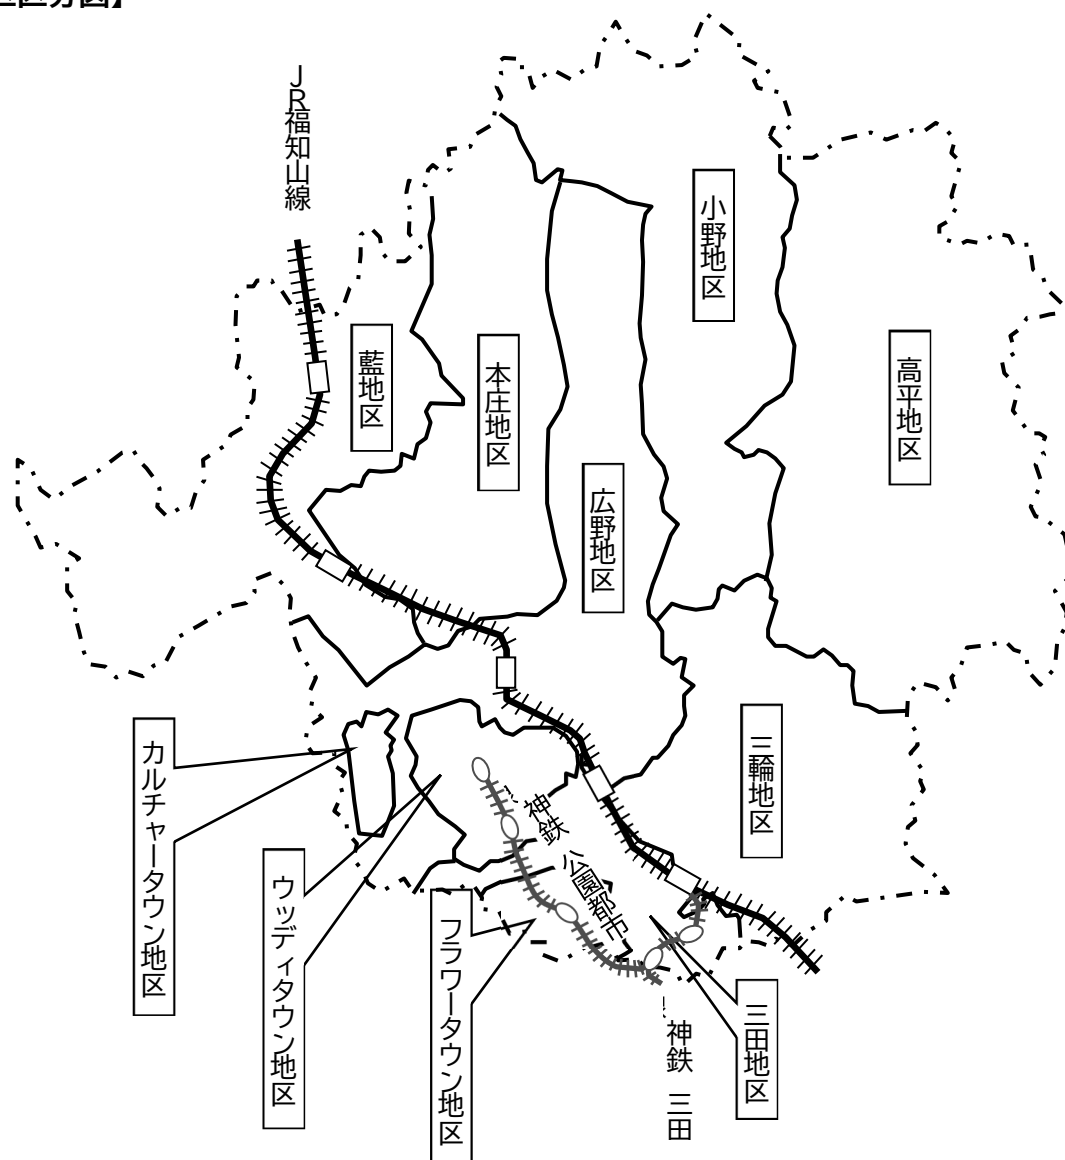 区分図】
JR福知山線
小野地区
藍地区
本庄地区
高平地区
広野地区
三輪地区
カルチャータウン地区
ウッディタウン地区
フラワータウン地区
三田地区
神鉄 公園都市
神鉄 三田